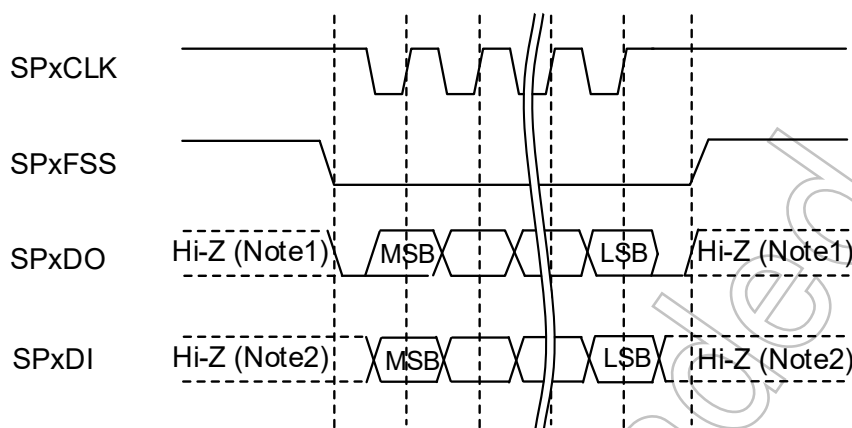 SPxCLK
SPxFSS
SPxDO Hi-Z (Note1) MSB LSB Hi-Z (Note1)
SPxDI Hi-Z (Note2) MSB LSB Hi-Z (Note2)